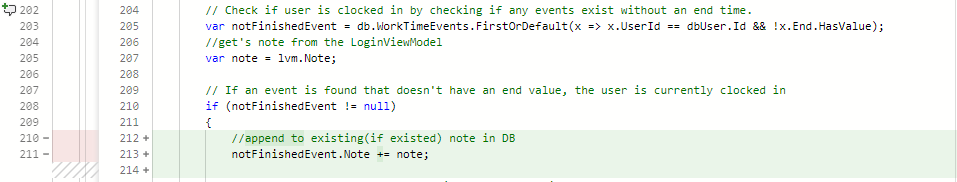 202 204 // Check if user is clocked in by checking if any events exist without an end time.
203 205 var notFinishedEvent = db.WorkTimeEvents.FirstOrDefault(x => x.UserId == dbUser.Id && !x.End.HasValue);
204 206 //get's note from the LoginViewModel
205 207 var note = lvm.Note;
206 208
207 209 // If an event is found that doesn't have an end value, the user is currently clocked in
208 210 if (notFinishedEvent != null)
209 211 {
210 - 212 + //append to existing(if existed) note in DB
211 - 213 + notFinishedEvent.Note += note;
214 +